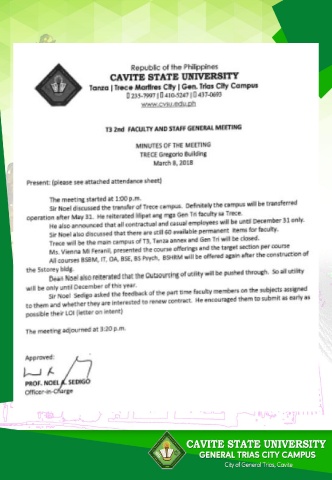 Republic of the Philippines
CAVITE STATE UNIVERSITY
Tanza | Trece Martires City | Gen. Trias City Campus
235-7997 | 410-5247 | 437-0693
www.cvsu.edu.ph
T3 2nd FACULTY AND STAFF GENERAL MEETING
MINUTES OF THE MEETING
TRECE Gregorio Building
March 8, 2018
Present: (please see attached attendance sheet)
The meeting started at 1:00 p.m.
Sir Noel discussed the transfer of Trece campus. Definitely the campus will be transferred
operation after May 31. He reiterated lilipat ang mga Gen Tri faculty sa Trece.
He also announced that all contractual and casual employees will be until December 31 only.
Sir Noel also discussed that there are still 60 available permanent items for faculty.
Trece will be the main campus of T3, Tanza annex and Gen Tri will be closed.
Ms. Vienna Mi Feranil, presented the course offerings and the target section per course
All courses BSEM, IT, OA, BSE, BS Psych, BSHRM will be offered again after the construction of
the 5storey bldg.
Dean Noel also reiterated that the Outsourcing of utility will be pushed through. So all utility
will be only until December of this year.
Sir Noel Sedigo asked the feedback of the part time faculty members on the subjects assigned
to them and whether they are interested to renew contract. He encouraged them to submit as early as
possible their LOI (letter on intent)
The meeting adjourned at 3:20 p.m.
Approved:
PROF. NOEL A. SEDIGO
Officer-in-Charge
CAVITE STATE UNIVERSITY
GENERAL TRIAS CITY CAMPUS
City of General Trias, Cavite